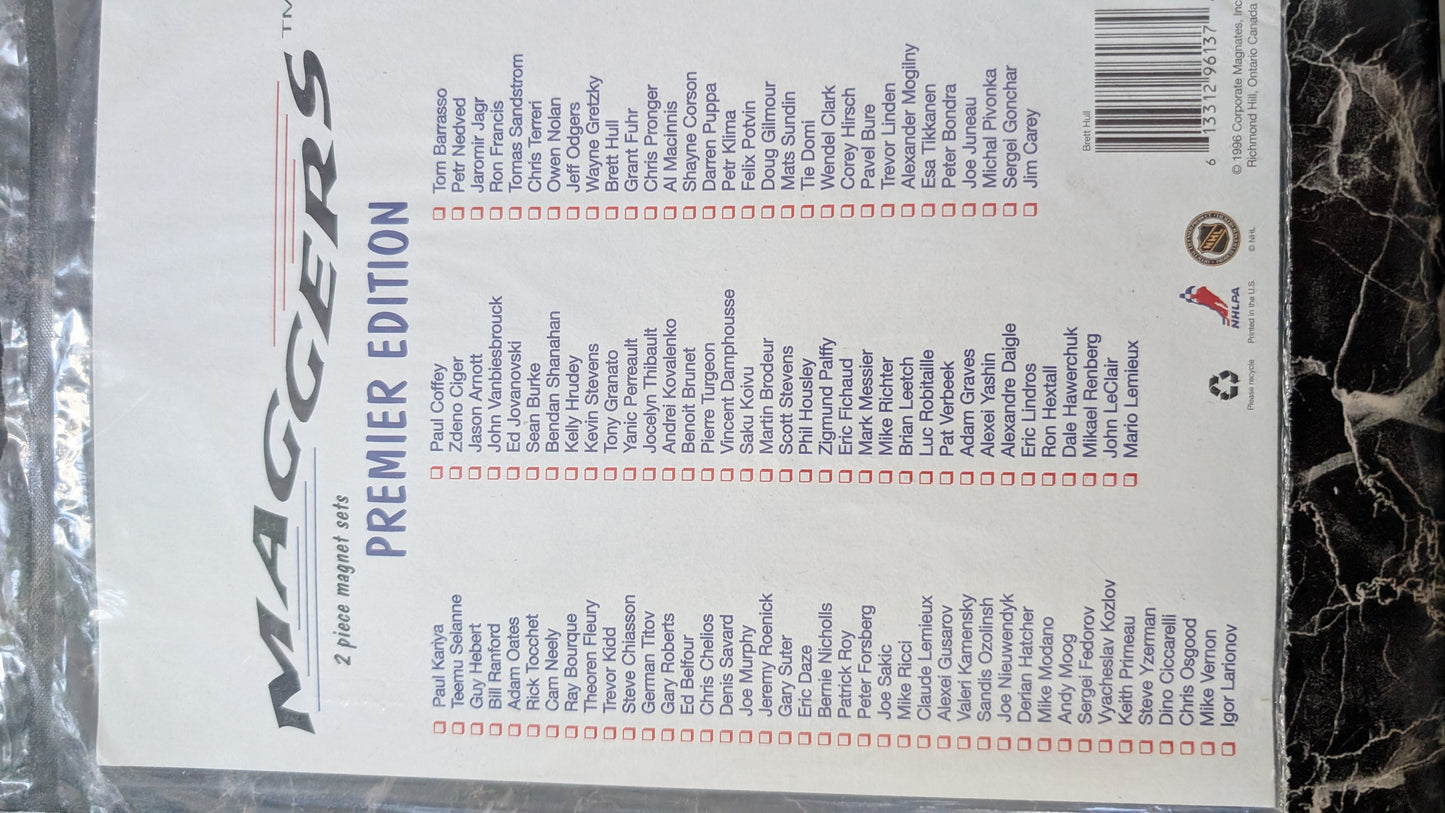 MAGGERS™
2 piece magnet sets
PREMIER EDITION
Paul Kariya
Teemu Selanne
Guy Hebert
Bill Ranford
Adam Oates
Rick Tocchet
Cam Neely
Ray Bourque
Theoren Fleury
Trevor Kidd
Steve Chiasson
German Titov
Gary Roberts
Ed Belfour
Chris Chelios
Denis Savard
Joe Murphy
Jeremy Roenick
Gary Suter
Eric Daze
Bernie Nicholls
Patrick Roy
Peter Forsberg
Joe Sakic
Mike Ricci
Claude Lemieux
Alexei Gusarov
Valeri Kamensky
Sandis Ozolinsh
Joe Nieuwendyk
Derian Hatcher
Mike Modano
Andy Moog
Sergei Fedorov
Vyacheslav Kozlov
Keith Primeau
Steve Yzerman
Dino Ciccarelli
Chris Osgood
Mike Vernon
Igor Larionov
Paul Coffey
Zdeno Ciger
Jason Arnott
John Vanbiesbrouck
Ed Jovanovski
Sean Burke
Bendan Shanahan
Kelly Hrudey
Kevin Stevens
Tony Granato
Yanic Perreault
Jocelyn Thibault
Andrei Kovalenko
Benoit Brunet
Pierre Turgeon
Vincent Damphousse
Saku Koivu
Martin Brodeur
Scott Stevens
Phil Housley
Zigmund Palffy
Eric Fichaud
Mark Messier
Mike Richter
Brian Leetch
Luc Robitaille
Pat Verbeek
Adam Graves
Alexei Yashin
Alexandre Daigle
Eric Lindros
Ron Hextall
Dale Hawerchuk
Mikael Renberg
John LeClair
Mario Lemieux
Tom Barrasso
Petr Nedved
Jaromir Jagr
Ron Francis
Tomas Sandstrom
Chris Terreri
Owen Nolan
Jeff Odgers
Wayne Gretzky
Brett Hull
Grant Fuhr
Chris Pronger
Al MacInnis
Shayne Corson
Darren Puppa
Petr Klima
Felix Potvin
Doug Gilmour
Mats Sundin
Tie Domi
Wendel Clark
Corey Hirsch
Pavel Bure
Trevor Linden
Alexander Mogilny
Esa Tikkanen
Peter Bondra
Joe Juneau
Michal Pivonka
Sergei Gonchar
Jim Carey
Brett Hull
6 13312 96137
Please recycle
NHLPA
Printed in the U.S.
NHL
© NHL
© 1996 Corporate Magnates, Inc
Richmond Hill, Ontario Canada